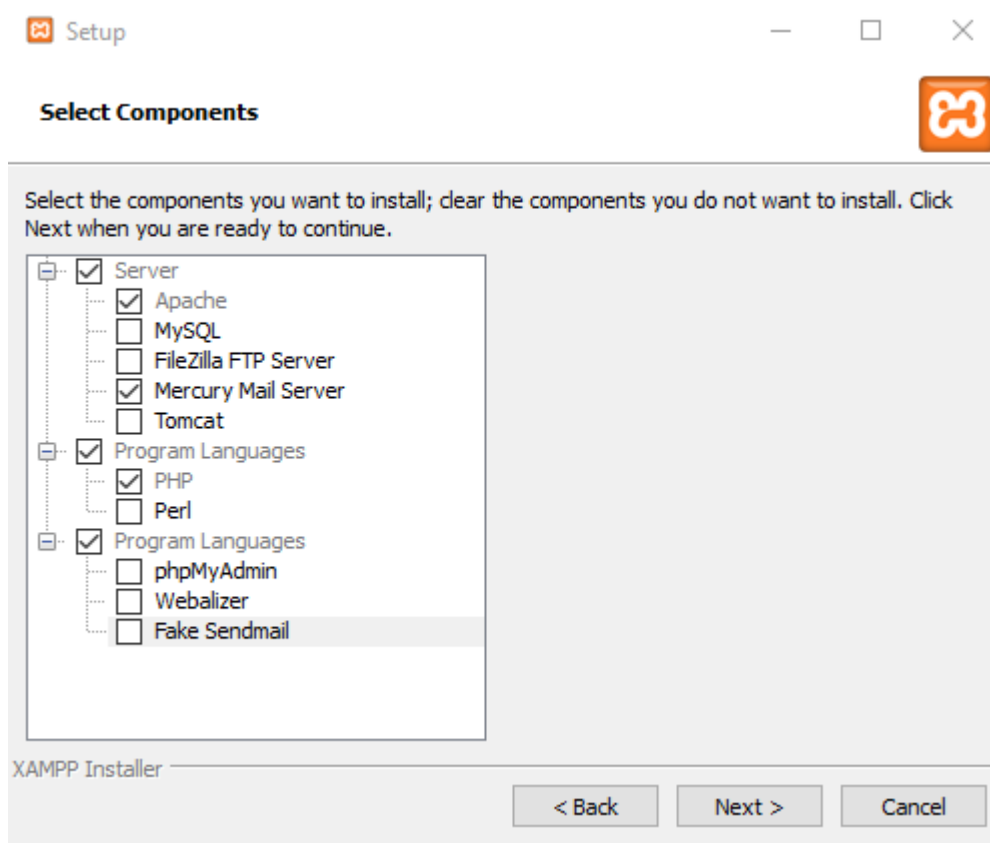 Setup
Select Components
Select the components you want to install; clear the components you do not want to install. Click
Next when you are ready to continue.
Server
Apache
MySQL
FileZilla FTP Server
Mercury Mail Server
Tomcat
Program Languages
PHP
Perl
Program Languages
phpMyAdmin
Webalizer
Fake Sendmail
XAMPP Installer
< Back Next > Cancel